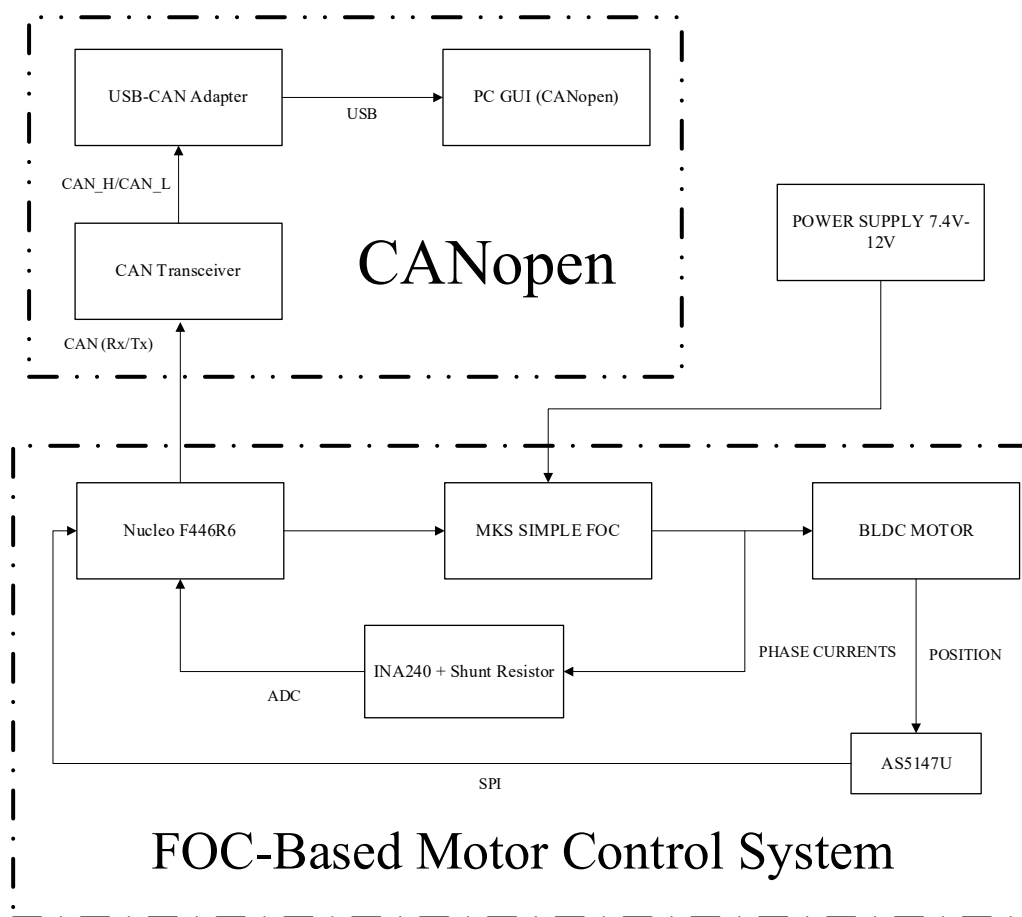 USB-CAN Adapter
USB
PC GUI (CANopen)
CAN_H/CAN_L
CAN Transceiver
CANopen
POWER SUPPLY 7.4V-
12V
CAN (Rx/Tx)
Nucleo F446R6
MKS SIMPLE FOC
BLDC MOTOR
INA240 + Shunt Resistor
PHASE CURRENTS
POSITION
ADC
AS5147U
SPI
FOC-Based Motor Control System